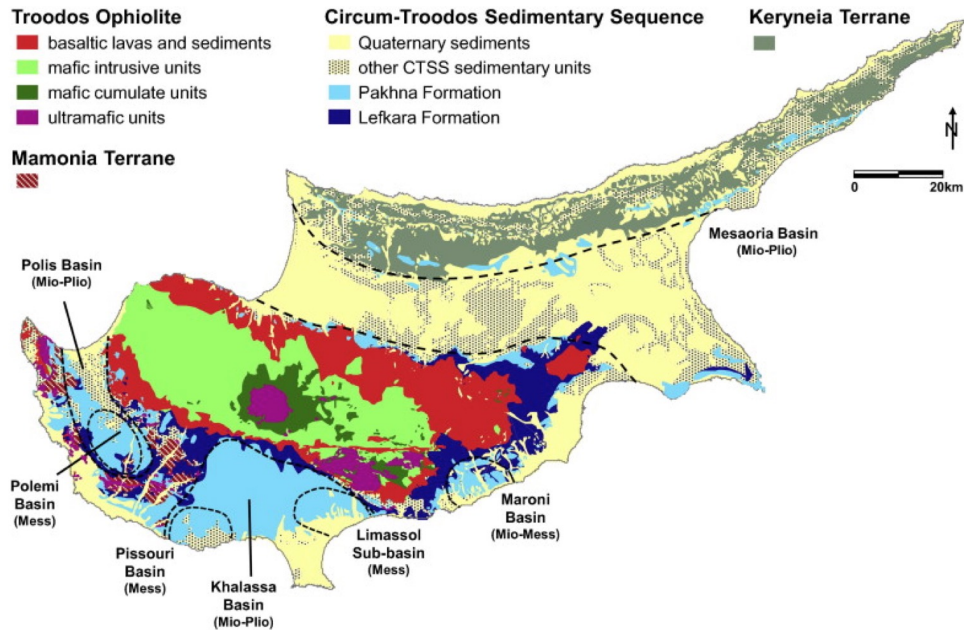 Troodos Ophiolite
basaltic lavas and sediments
mafic intrusive units
mafic cumulate units
ultramafic units
Mamonia Terrane
Circum-Troodos Sedimentary Sequence
Quaternary sediments
other CTSS sedimentary units
Pakhna Formation
Lefkara Formation
Keryneia Terrane
N
0 20km
Mesaoria Basin
(Mio-Plio)
Polis Basin
(Mio-Plio)
Polemi
Basin
(Mess)
Pissouri
Basin
(Mess)
Khalassa
Basin
(Mio-Plio)
Limassol
Sub-basin
(Mess)
Maroni
Basin
(Mio-Mess)